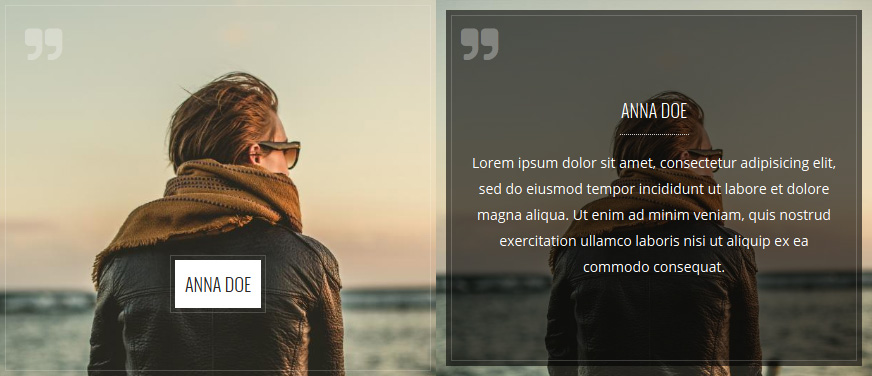 ANNA DOE
ANNA DOE
Lorem ipsum dolor sit amet, consectetur adipisicing elit,
sed do eiusmod tempor incididunt ut labore et dolore
magna aliqua. Ut enim ad minim veniam, quis nostrud
exercitation ullamco laboris nisi ut aliquip ex ea
commodo consequat.